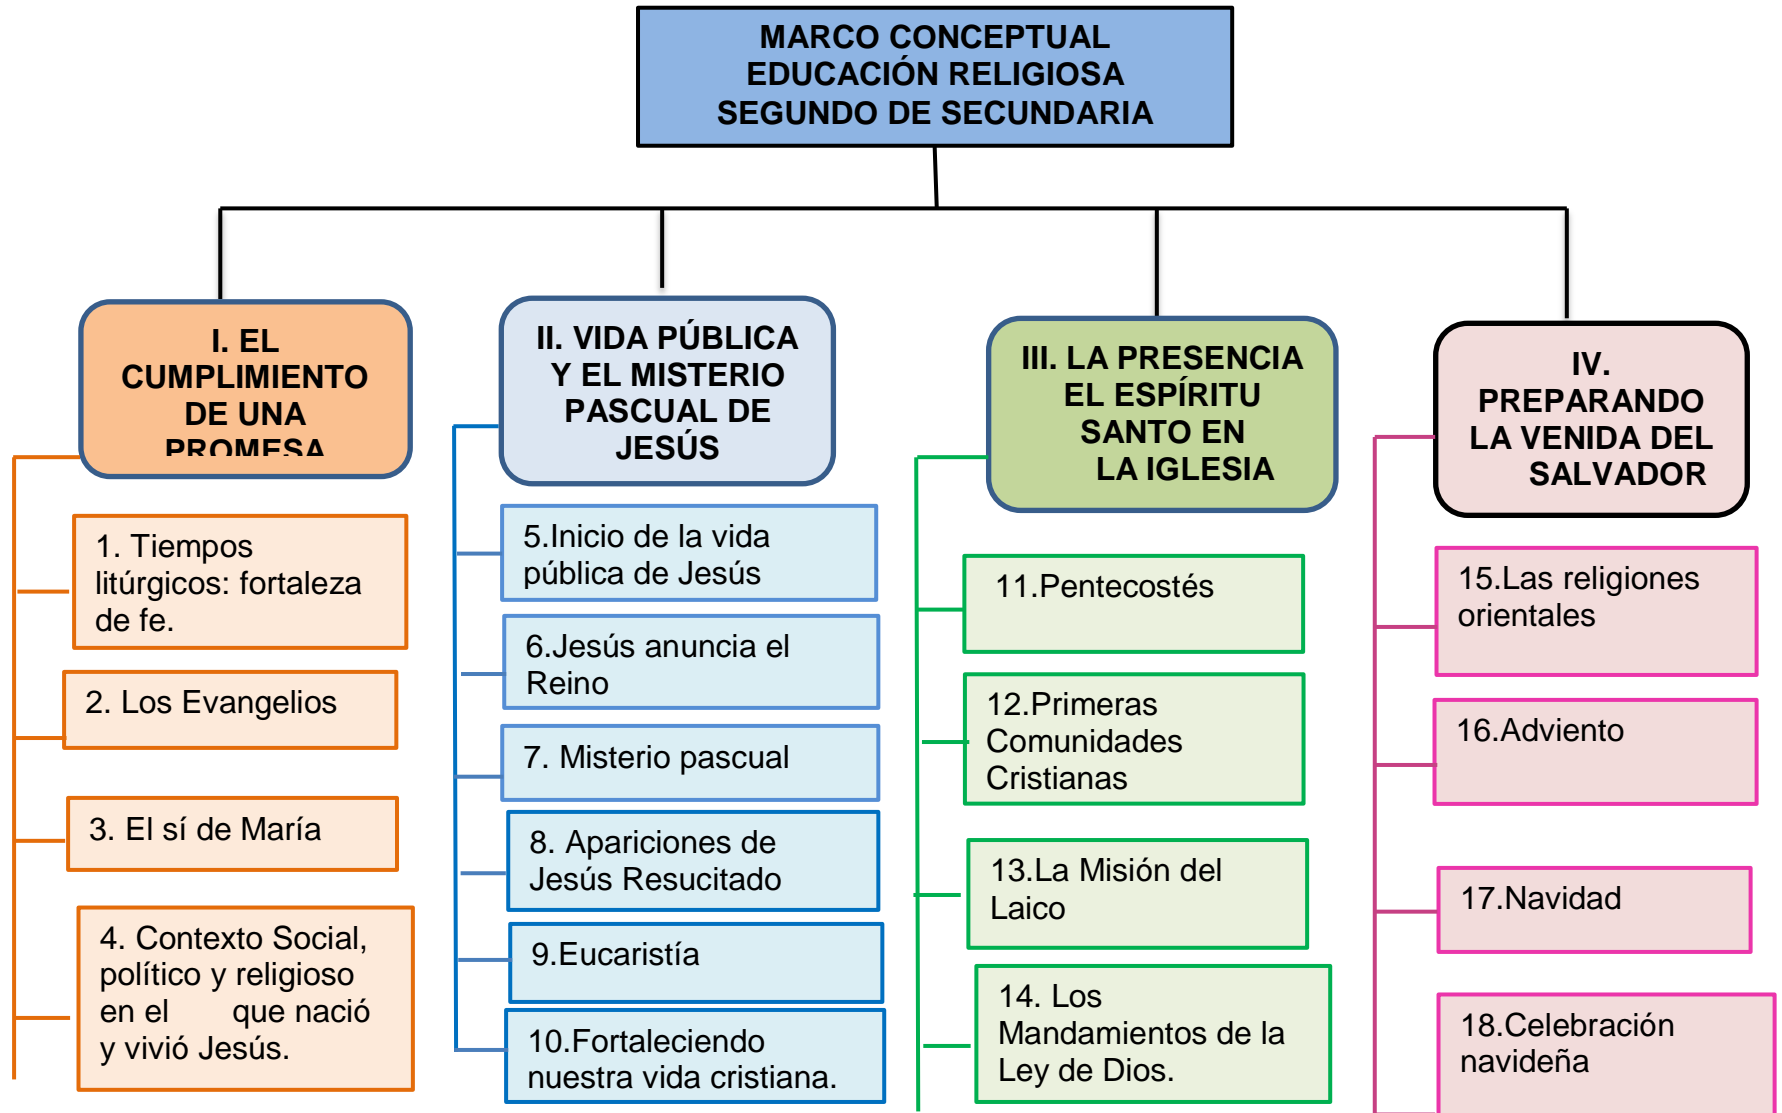 MARCO CONCEPTUAL
EDUCACIÓN RELIGIOSA
SEGUNDO DE SECUNDARIA
I. EL
CUMPLIMIENTO
DE UNA
PROMESA
1. Tiempos
litúrgicos: fortaleza
de fe.
2. Los Evangelios
3. El sí de María
4. Contexto Social,
político y religioso
en el que nació
y vivió Jesús.
II. VIDA PÚBLICA
Y EL MISTERIO
PASCUAL DE
JESÚS
5.Inicio de la vida
pública de Jesús
6.Jesús anuncia el
Reino
7. Misterio pascual
8. Apariciones de
Jesús Resucitado
9.Eucaristía
10.Fortaleciendo
nuestra vida cristiana.
III. LA PRESENCIA
EL ESPÍRITU
SANTO EN
LA IGLESIA
11.Pentecostés
12.Primeras
Comunidades
Cristianas
13.La Misión del
Laico
14. Los
Mandamientos de la
Ley de Dios.
IV.
PREPARANDO
LA VENIDA DEL
SALVADOR
15.Las religiones
orientales
16.Adviento
17.Navidad
18.Celebración
navideña